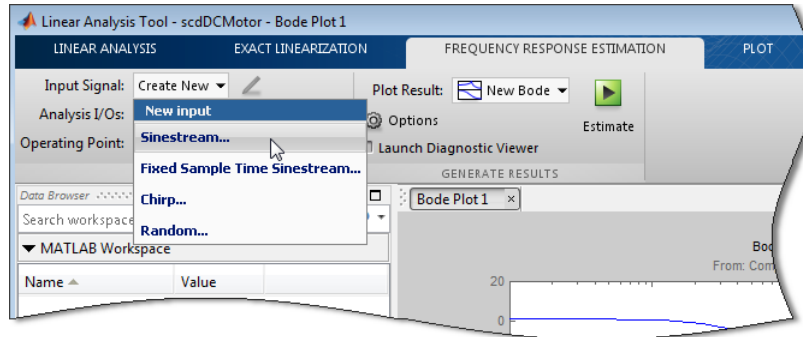 Linear Analysis Tool - scdDCMotor - Bode Plot 1
LINEAR ANALYSIS EXACT LINEARIZATION FREQUENCY RESPONSE ESTIMATION PLOT
Input Signal: Create New Plot Result: New Bode
Analysis I/Os: New input Options Estimate
Operating Point: Sinestream... Launch Diagnostic Viewer
Fixed Sample Time Sinestream... GENERATE RESULTS
Data Browser Chirp... Bode Plot 1
Search workspace Random...
MATLAB Workspace
Name Value
From: Com
20
0